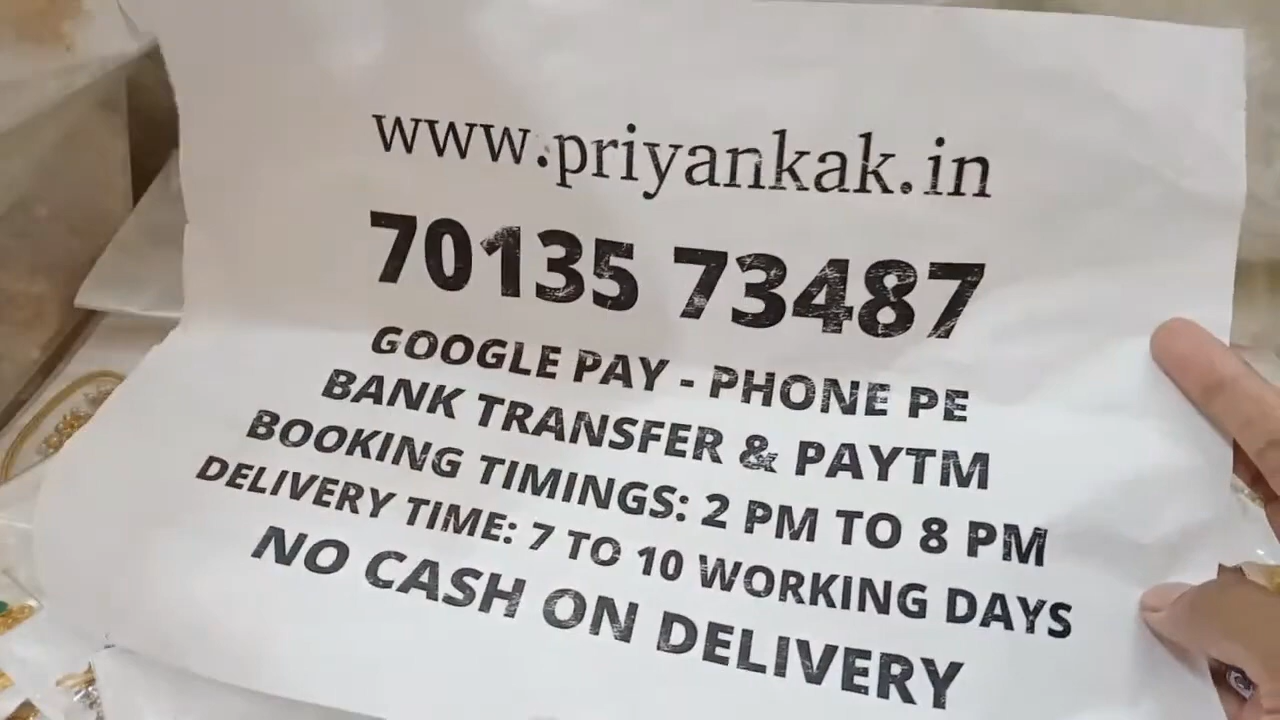 www.priyankak.in
70135 73487
GOOGLE PAY - PHONE PE
BANK TRANSFER & PAYTM
BOOKING TIMINGS: 2 PM TO 8 PM
DELIVERY TIME: 7 TO 10 WORKING DAYS
NO CASH ON DELIVERY